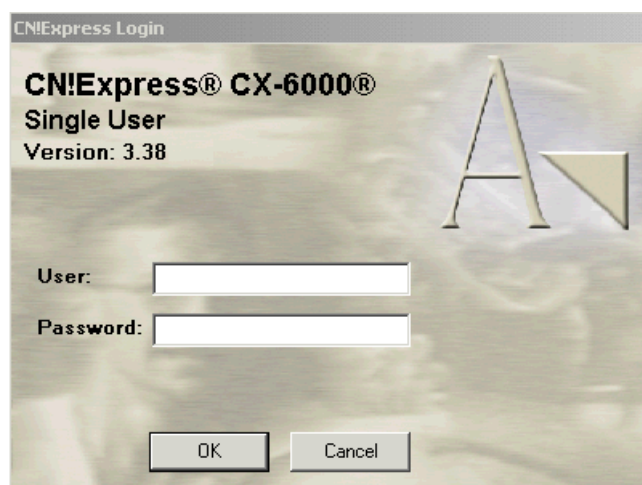 CN!Express Login
CN!Express® CX-6000®
Single User
Version: 3.38
A
User:
Password:
OK
Cancel